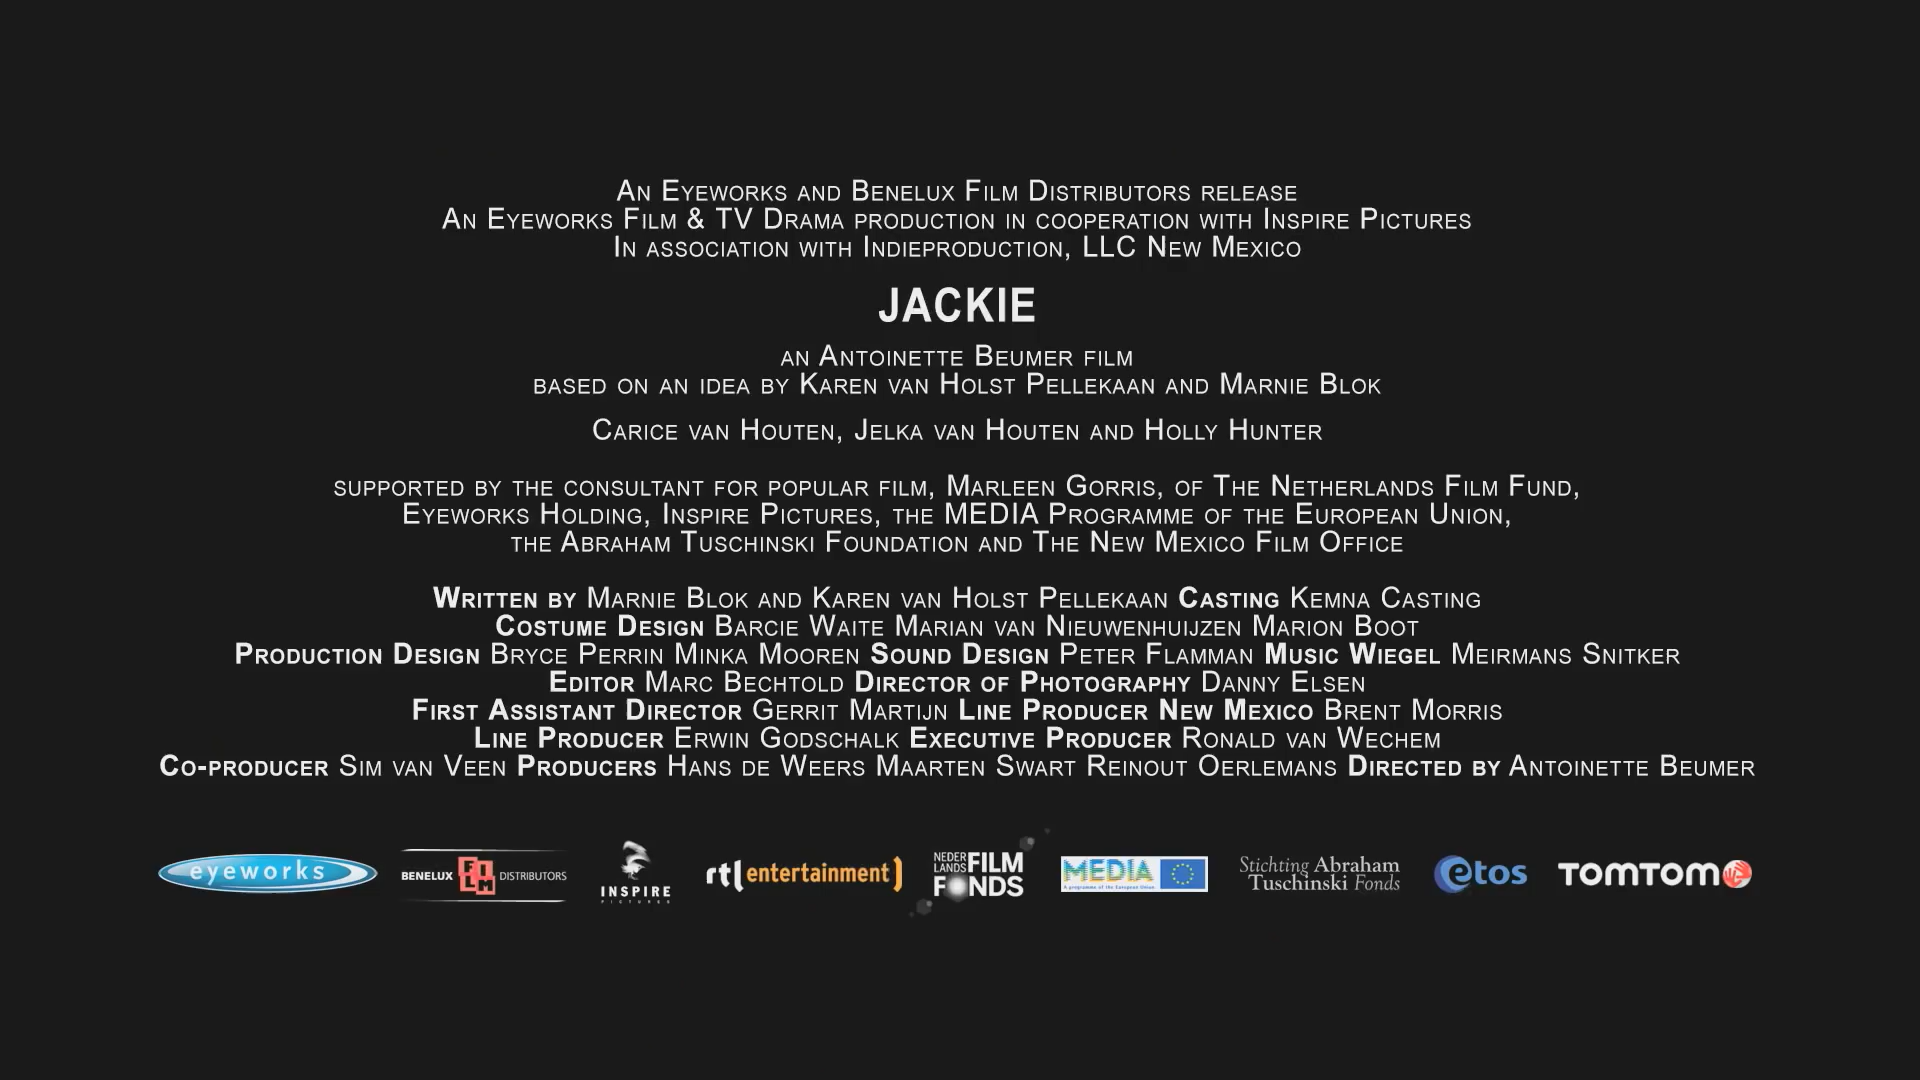 An Eyeworks and Benelux Film Distributors release
An Eyeworks Film & TV Drama production in cooperation with Inspire Pictures
In association with Indieproduction, LLC New Mexico
JACKIE
an Antoinette Beumer film
based on an idea by Karen van Holst Pellekaan and Marnie Blok
Carice van Houten, Jelka van Houten and Holly Hunter
supported by the consultant for popular film, Marleen Gorris, of The Netherlands Film Fund,
Eyeworks Holding, Inspire Pictures, the MEDIA Programme of the European Union,
the Abraham Tuschinski Foundation and The New Mexico Film Office
Written by Marnie Blok and Karen van Holst Pellekaan Casting Kemna Casting
Costume Design Barcie Waite Marian van Nieuwenhuijzen Marion Boot
Production Design Bryce Perrin Minka Mooren Sound Design Peter Flamman Music Wiegel Meirmans Snitker
Editor Marc Bechtold Director of Photography Danny Elsen
First Assistant Director Gerrit Martijn Line Producer New Mexico Brent Morris
Line Producer Erwin Godschalk Executive Producer Ronald van Wechem
Co-producer Sim van Veen Producers Hans de Weers Maarten Swart Reinout Oerlemans Directed by Antoinette Beumer
eyeworks
BENELUX FILM DISTRIBUTORS
INSPIRE
PICTURES
rtl entertainment
NEDERLANDS FILM
FONDS
MEDIA
A programme of the European Union
Stichting Abraham
Tuschinski Fonds
etos
TOMTOM